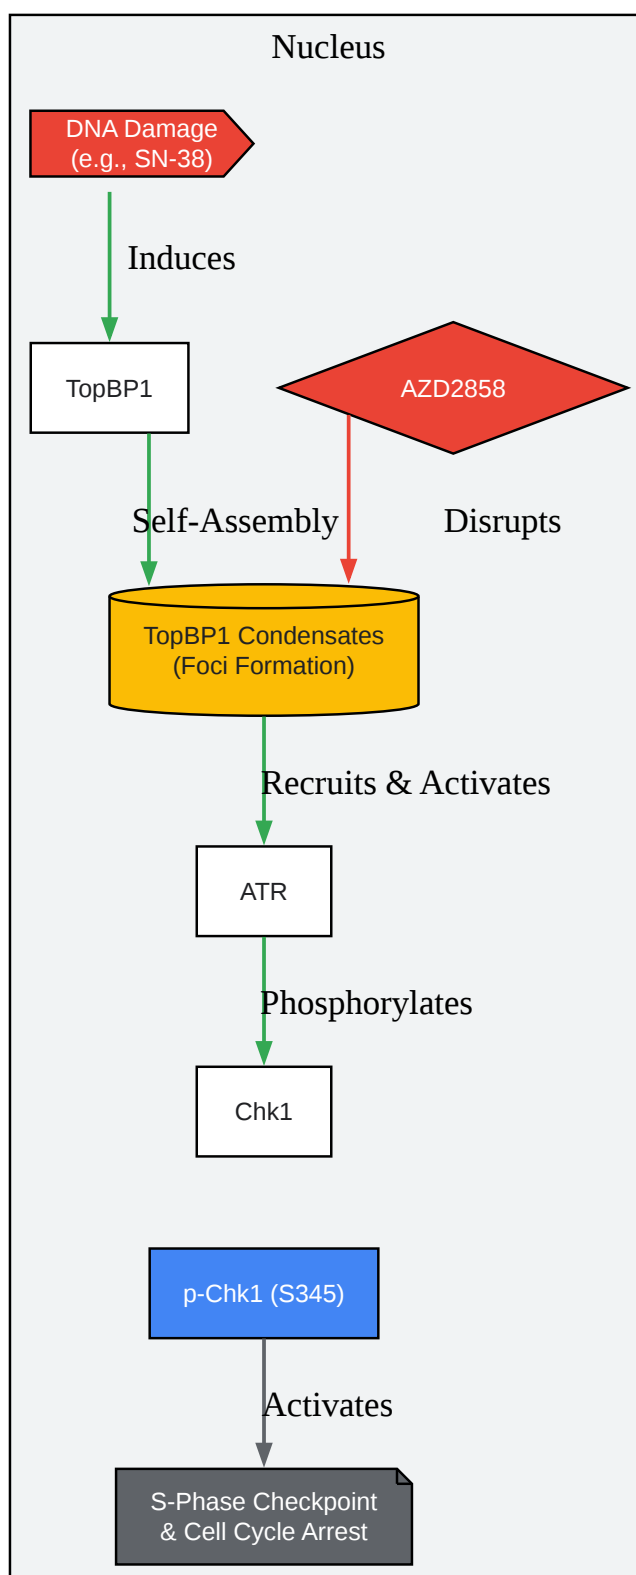 Nucleus
DNA Damage
(e.g., SN-38)
Induces
TopBP1
AZD2858
Self-Assembly
Disrupts
TopBP1 Condensates
(Foci Formation)
Recruits & Activates
ATR
Phosphorylates
Chk1
p-Chk1 (S345)
Activates
S-Phase Checkpoint
& Cell Cycle Arrest